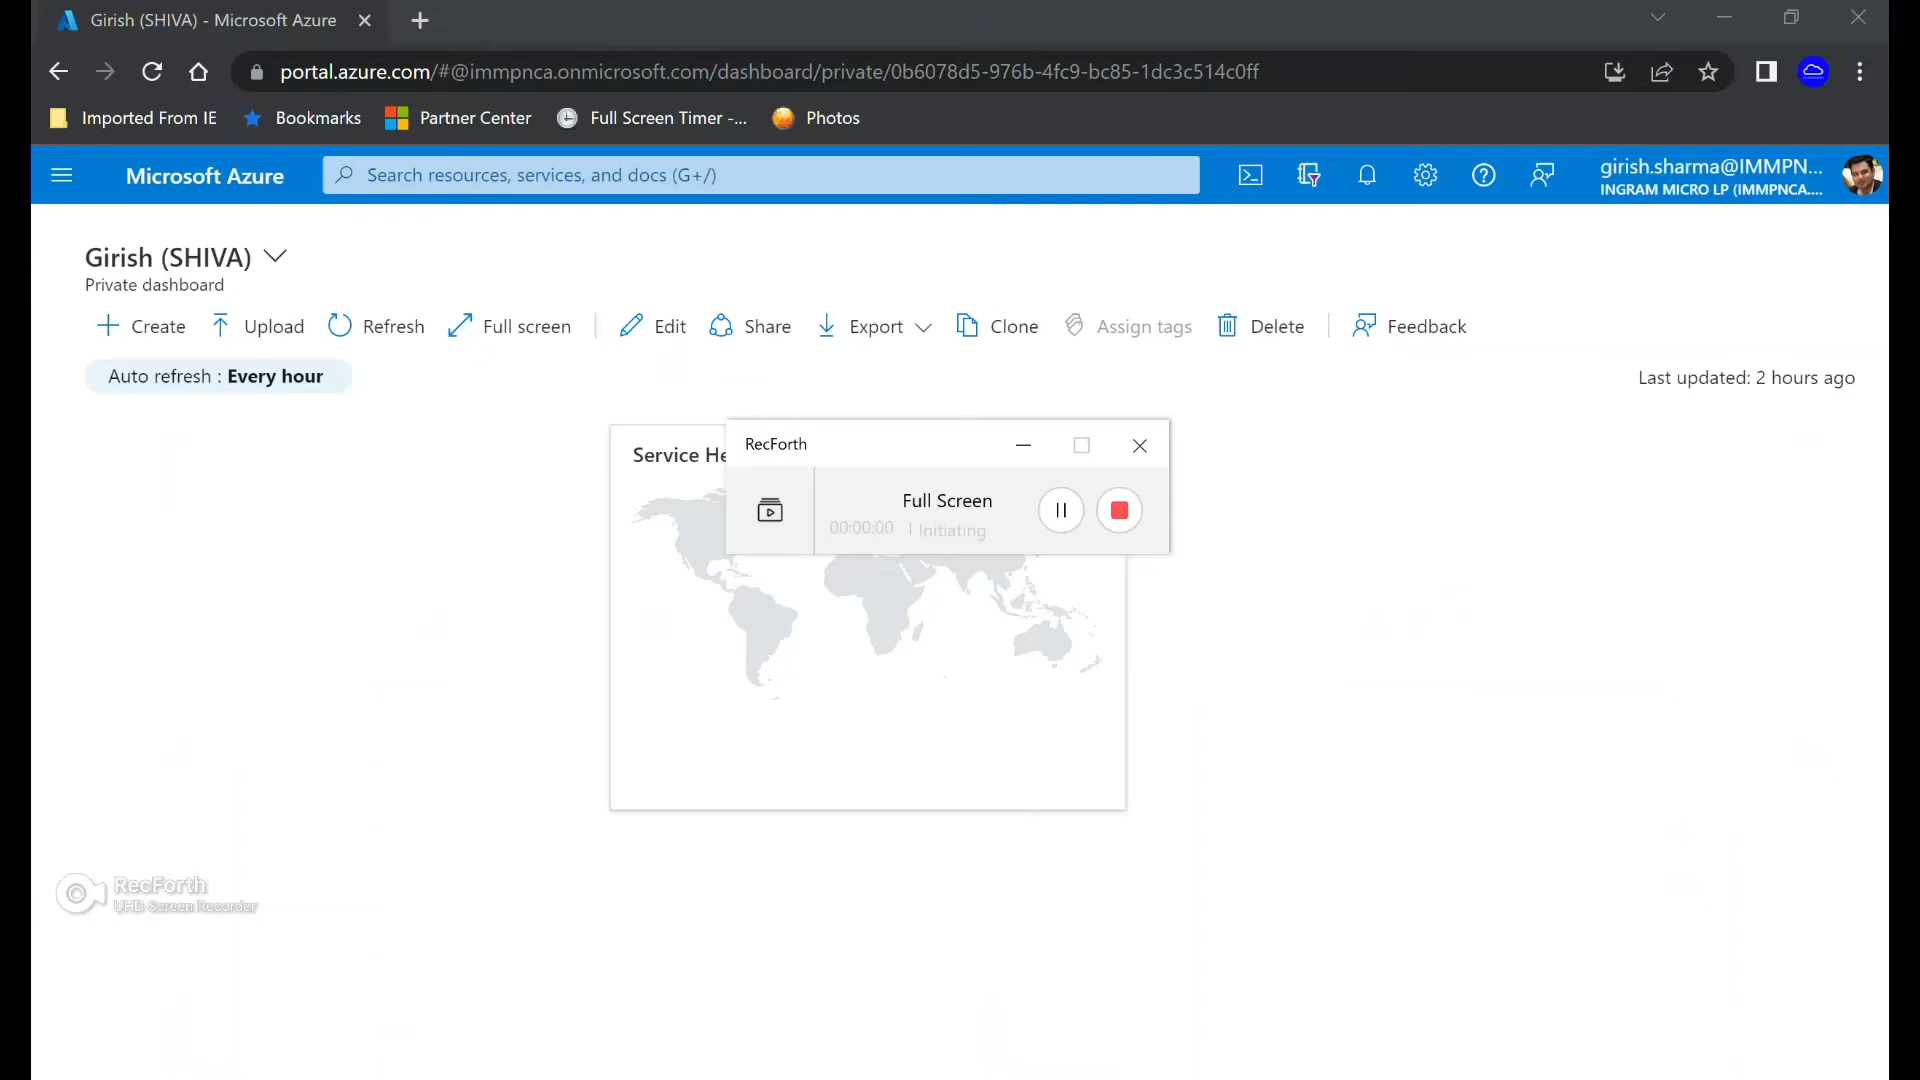 Girish (SHIVA) - Microsoft Azure
portal.azure.com/#@immpnca.onmicrosoft.com/dashboard/private/0b6078d5-976b-4fc9-bc85-1dc3c514c0ff
Imported From IE Bookmarks Partner Center Full Screen Timer -... Photos
Microsoft Azure Search resources, services, and docs (G+/) girish.sharma@IMMPN...
INGRAM MICRO LP (IMMPNCA....
Girish (SHIVA)
Private dashboard
Create Upload Refresh Full screen Edit Share Export Clone Assign tags Delete Feedback
Auto refresh : Every hour Last updated: 2 hours ago
RecForth
Service He
Full Screen
00:00:00 | Initiating
RecForth
UHD Screen Recorder